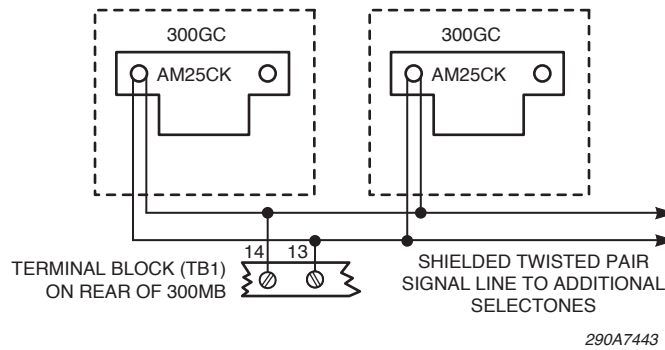 300GC
300GC
AM25CK
AM25CK
14 13
TERMINAL BLOCK (TB1)
ON REAR OF 300MB
SHIELDED TWISTED PAIR
SIGNAL LINE TO ADDITIONAL
SELECTONES
290A7443